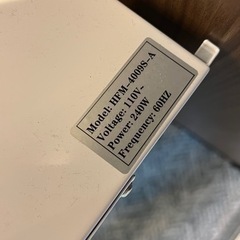 Model: HFM-4009S-A
Voltage: 110V~
Power: 240W
Frequency: 60HZ